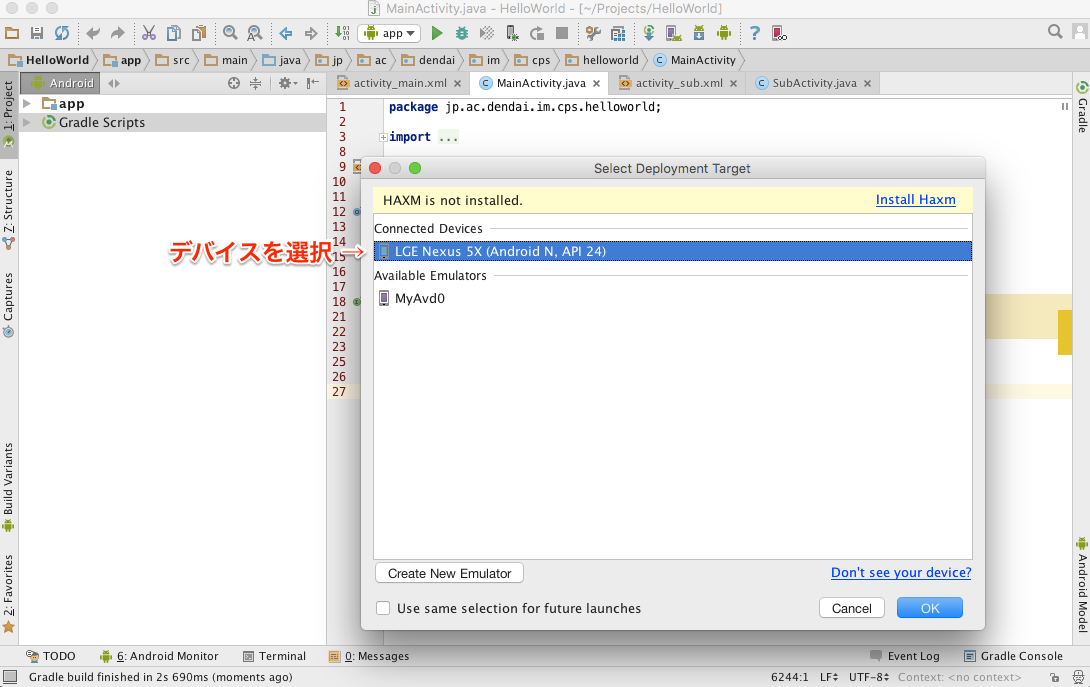 MainActivity.java - HelloWorld - [~/Projects/HelloWorld]
app
HelloWorld app src main java jp ac dendai im cps helloworld MainActivity
Android
activity_main.xml MainActivity.java activity_sub.xml SubActivity.java
1: Project
Z: Structure
Captures
Build Variants
2: Favorites
app
Gradle Scripts
1 package jp.ac.dendai.im.cps.helloworld;
2
3 import ...
8
9
10
11
12
13
14
15
16
17
18
21
22
23
25
26
27
デバイスを選択→
Select Deployment Target
HAXM is not installed. Install Haxm
Connected Devices
LGE Nexus 5X (Android N, API 24)
Available Emulators
MyAvd0
Create New Emulator Don't see your device?
Use same selection for future launches Cancel OK
Gradle
Android Model
TODO 6: Android Monitor Terminal 0: Messages Event Log Gradle Console
Gradle build finished in 2s 690ms (moments ago) 6244:1 LF UTF-8 Context: <no context>